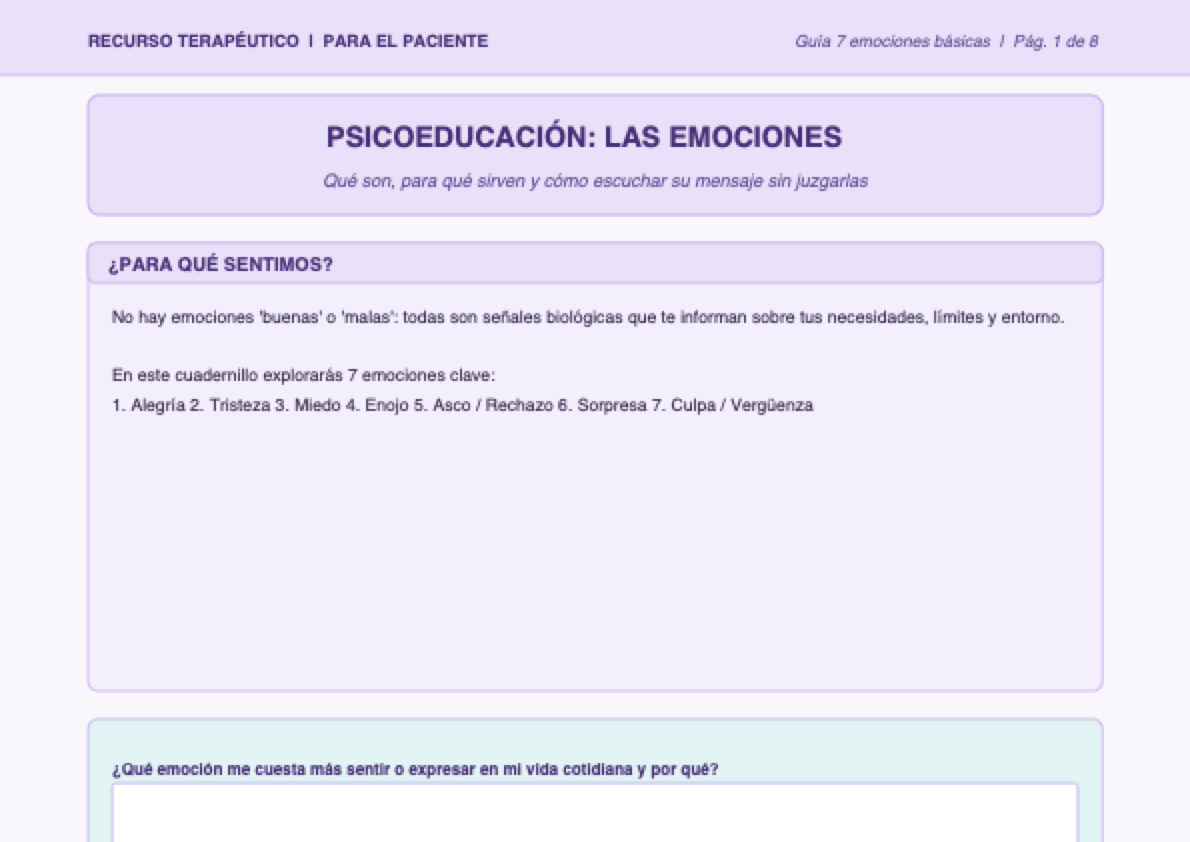 RECURSO TERAPÉUTICO | PARA EL PACIENTE
Guía 7 emociones básicas | Pág. 1 de 8
PSICOEDUCACIÓN: LAS EMOCIONES
Qué son, para qué sirven y cómo escuchar su mensaje sin juzgarlas
¿PARA QUÉ SENTIMOS?
No hay emociones 'buenas' o 'malas': todas son señales biológicas que te informan sobre tus necesidades, límites y entorno.
En este cuadernillo explorarás 7 emociones clave:
1. Alegría 2. Tristeza 3. Miedo 4. Enojo 5. Asco / Rechazo 6. Sorpresa 7. Culpa / Vergüenza
¿Qué emoción me cuesta más sentir o expresar en mi vida cotidiana y por qué?